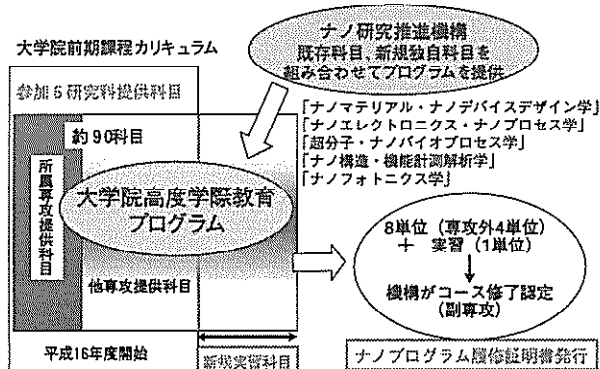 ナノ研究推進機構
既存科目、新規独自科目を
組み合わせてプログラムを提供
大学院前期課程カリキュラム
参加6研究科提供科目
約90科目
所属専攻提供科目
大学院高度学際教育
プログラム
他専攻提供科目
平成16年度開始
新規実習科目
「ナノマテリアル・ナノデバイスデザイン学」
「ナノエレクトロニクス・ナノプロセス学」
「超分子・ナノバイオプロセス学」
「ナノ構造・機能計測解析学」
「ナノフォトニクス学」
8単位(専攻外4単位)
+ 実習(1単位)
機構がコース修了認定
(副専攻)
ナノプログラム履修証明書発行